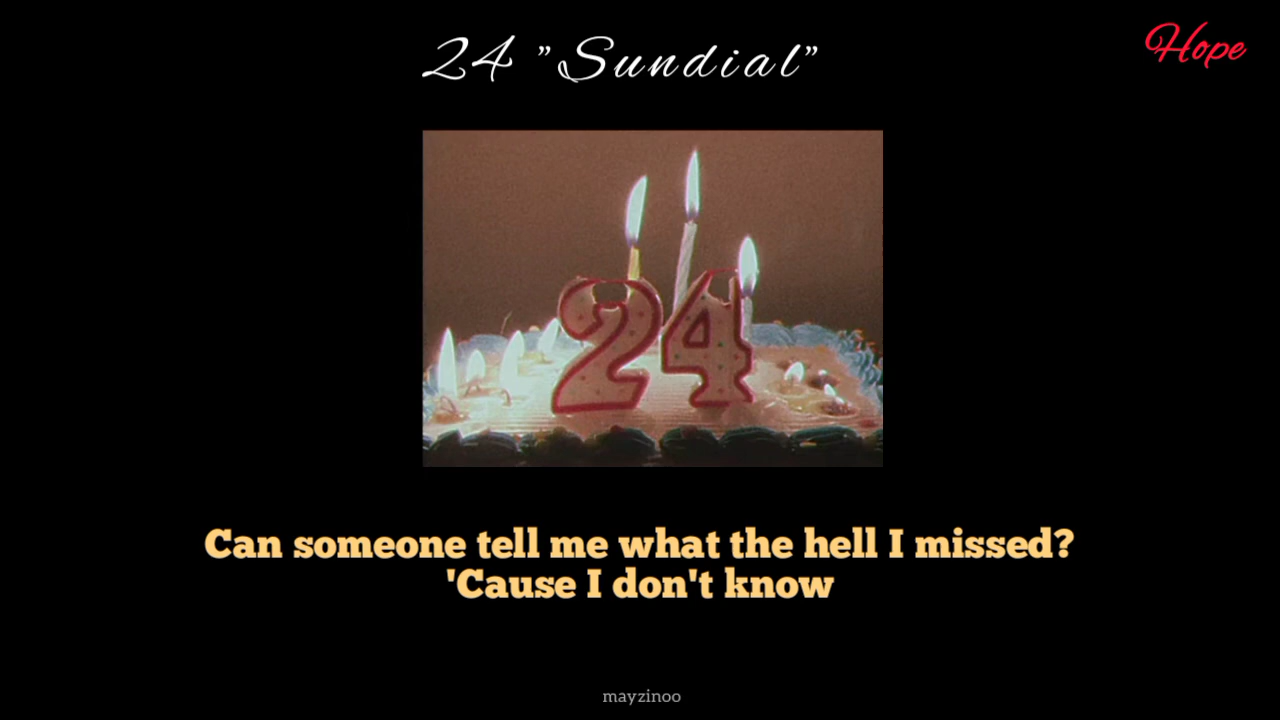 24 "Sundial"
Hope
24
Can someone tell me what the hell I missed?
'Cause I don't know
mayzinoo